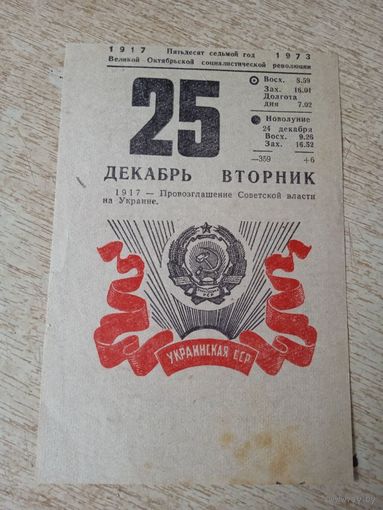 1917 Пятьдесят седьмой год 1973
Великой Октябрьской социалистической революции
25
Восх. 8.59
Зах. 16.01
Долгота
дня 7.02
Новолуние
24 декабря
Восх. 9.26
Зах. 16.52
—359 +6
ДЕКАБРЬ ВТОРНИК
1917 — Провозглашение Советской власти
на Украине.
УССР
УКРАИНСКАЯ ССР